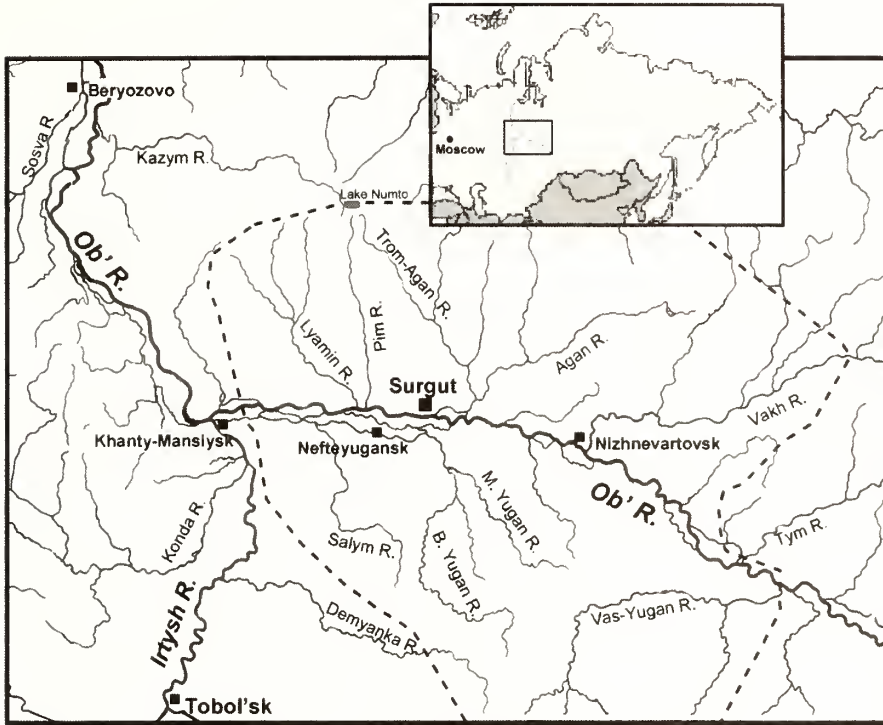 Moscow
Beryozovo
Sosva R.
Kazym R.
Lake Numto
Ob' R.
Trom-Agan R.
Lyamin R.
Pim R.
Agan R.
Surgut
Vakh R.
Khanty-Mansiysk
Nefteyugansk
Nizhnevartovsk
Ob' R.
M. Yugan R.
Konda R.
Salym R.
B. Yugan R.
Tym R.
Irtysh R.
Demyanka R.
Vas-Yugan R.
Tobol'sk